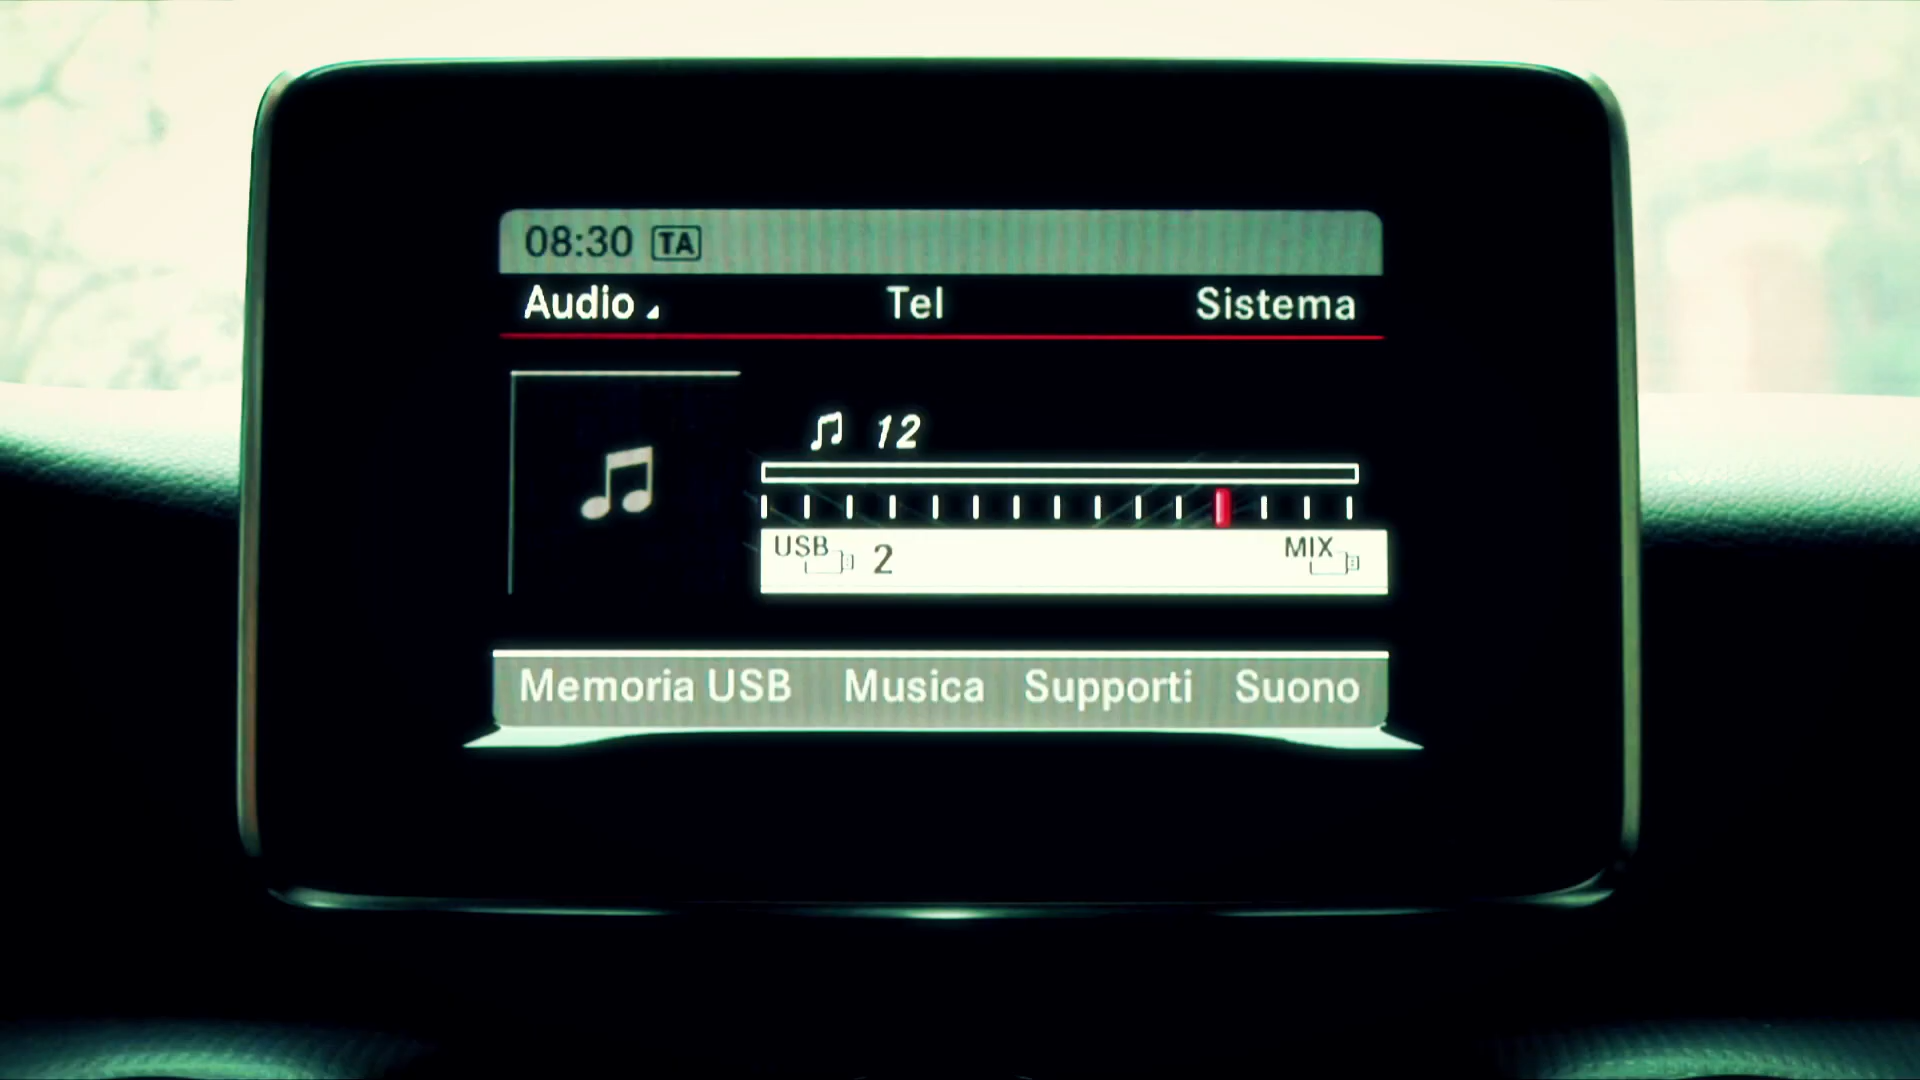 08:30 TA
Audio Tel Sistema
12
USB 2 MIX
Memoria USB Musica Supporti Suono